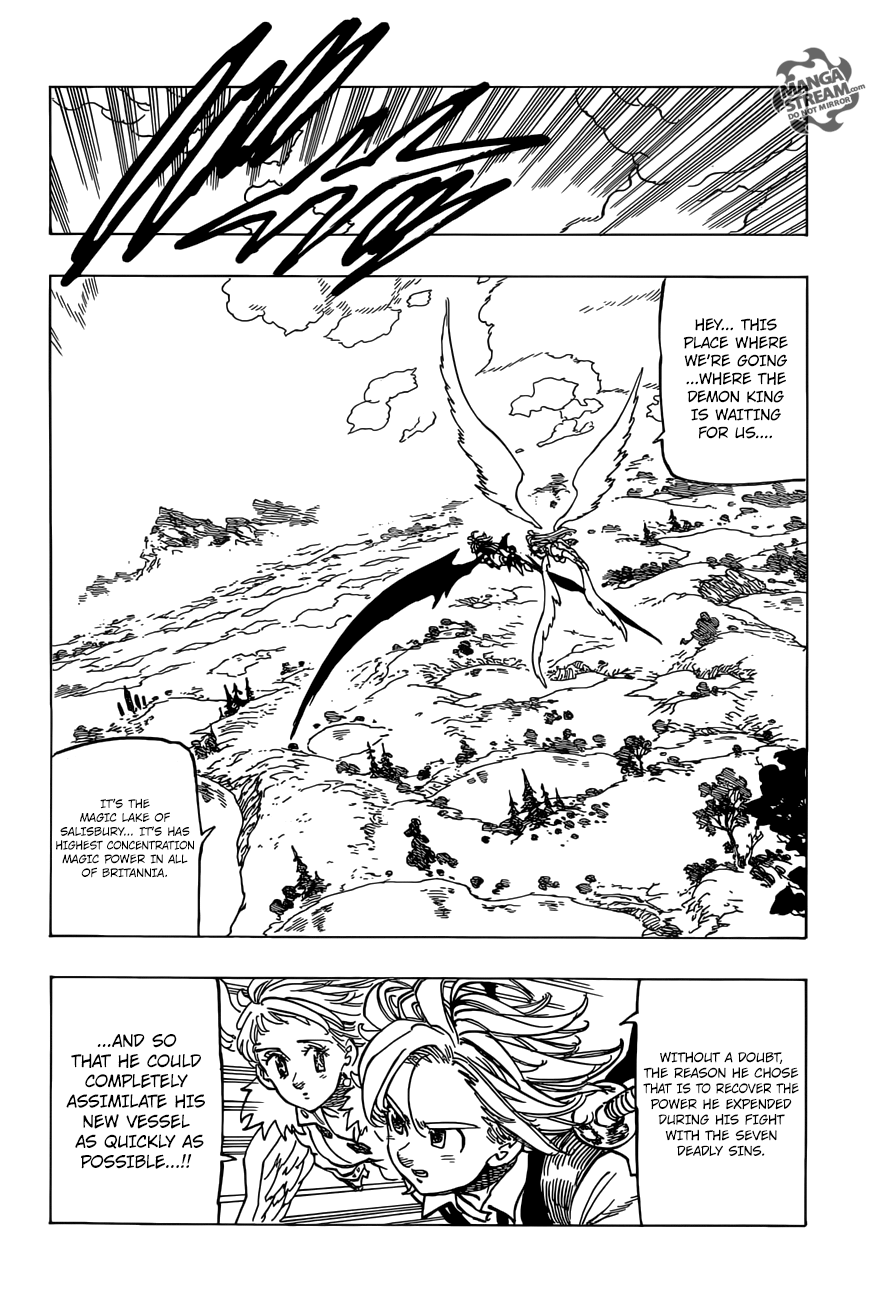 MANGA
STREAM.com
DO NOT MIRROR
HEY... THIS
PLACE WHERE
WE'RE GOING
...WHERE THE
DEMON KING
IS WAITING
FOR US....
IT'S THE
MAGIC LAKE OF
SALISBURY... IT'S HAS
HIGHEST CONCENTRATION
MAGIC POWER IN ALL
OF BRITANNIA.
WITHOUT A DOUBT,
THE REASON HE CHOSE
THAT IS TO RECOVER THE
POWER HE EXPENDED
DURING HIS FIGHT
WITH THE SEVEN
DEADLY SINS.
...AND SO
THAT HE COULD
COMPLETELY
ASSIMILATE HIS
NEW VESSEL
AS QUICKLY AS
POSSIBLE...!!